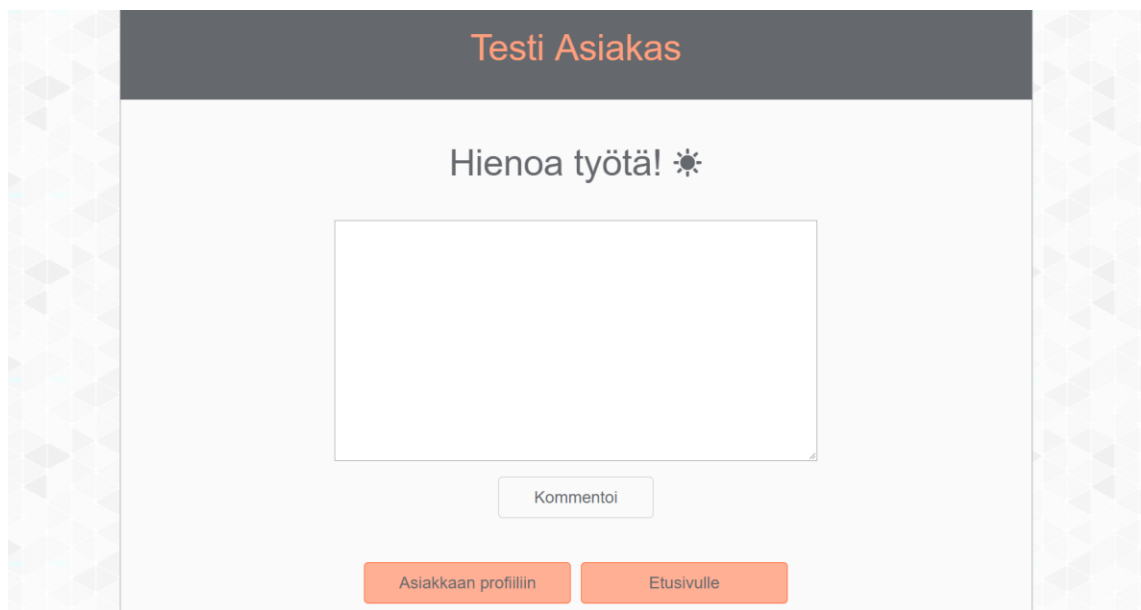 Testi Asiakas
Hienoa työtä! ☀
Kommentoi
Asiakkaan profiiliin
Etusivulle